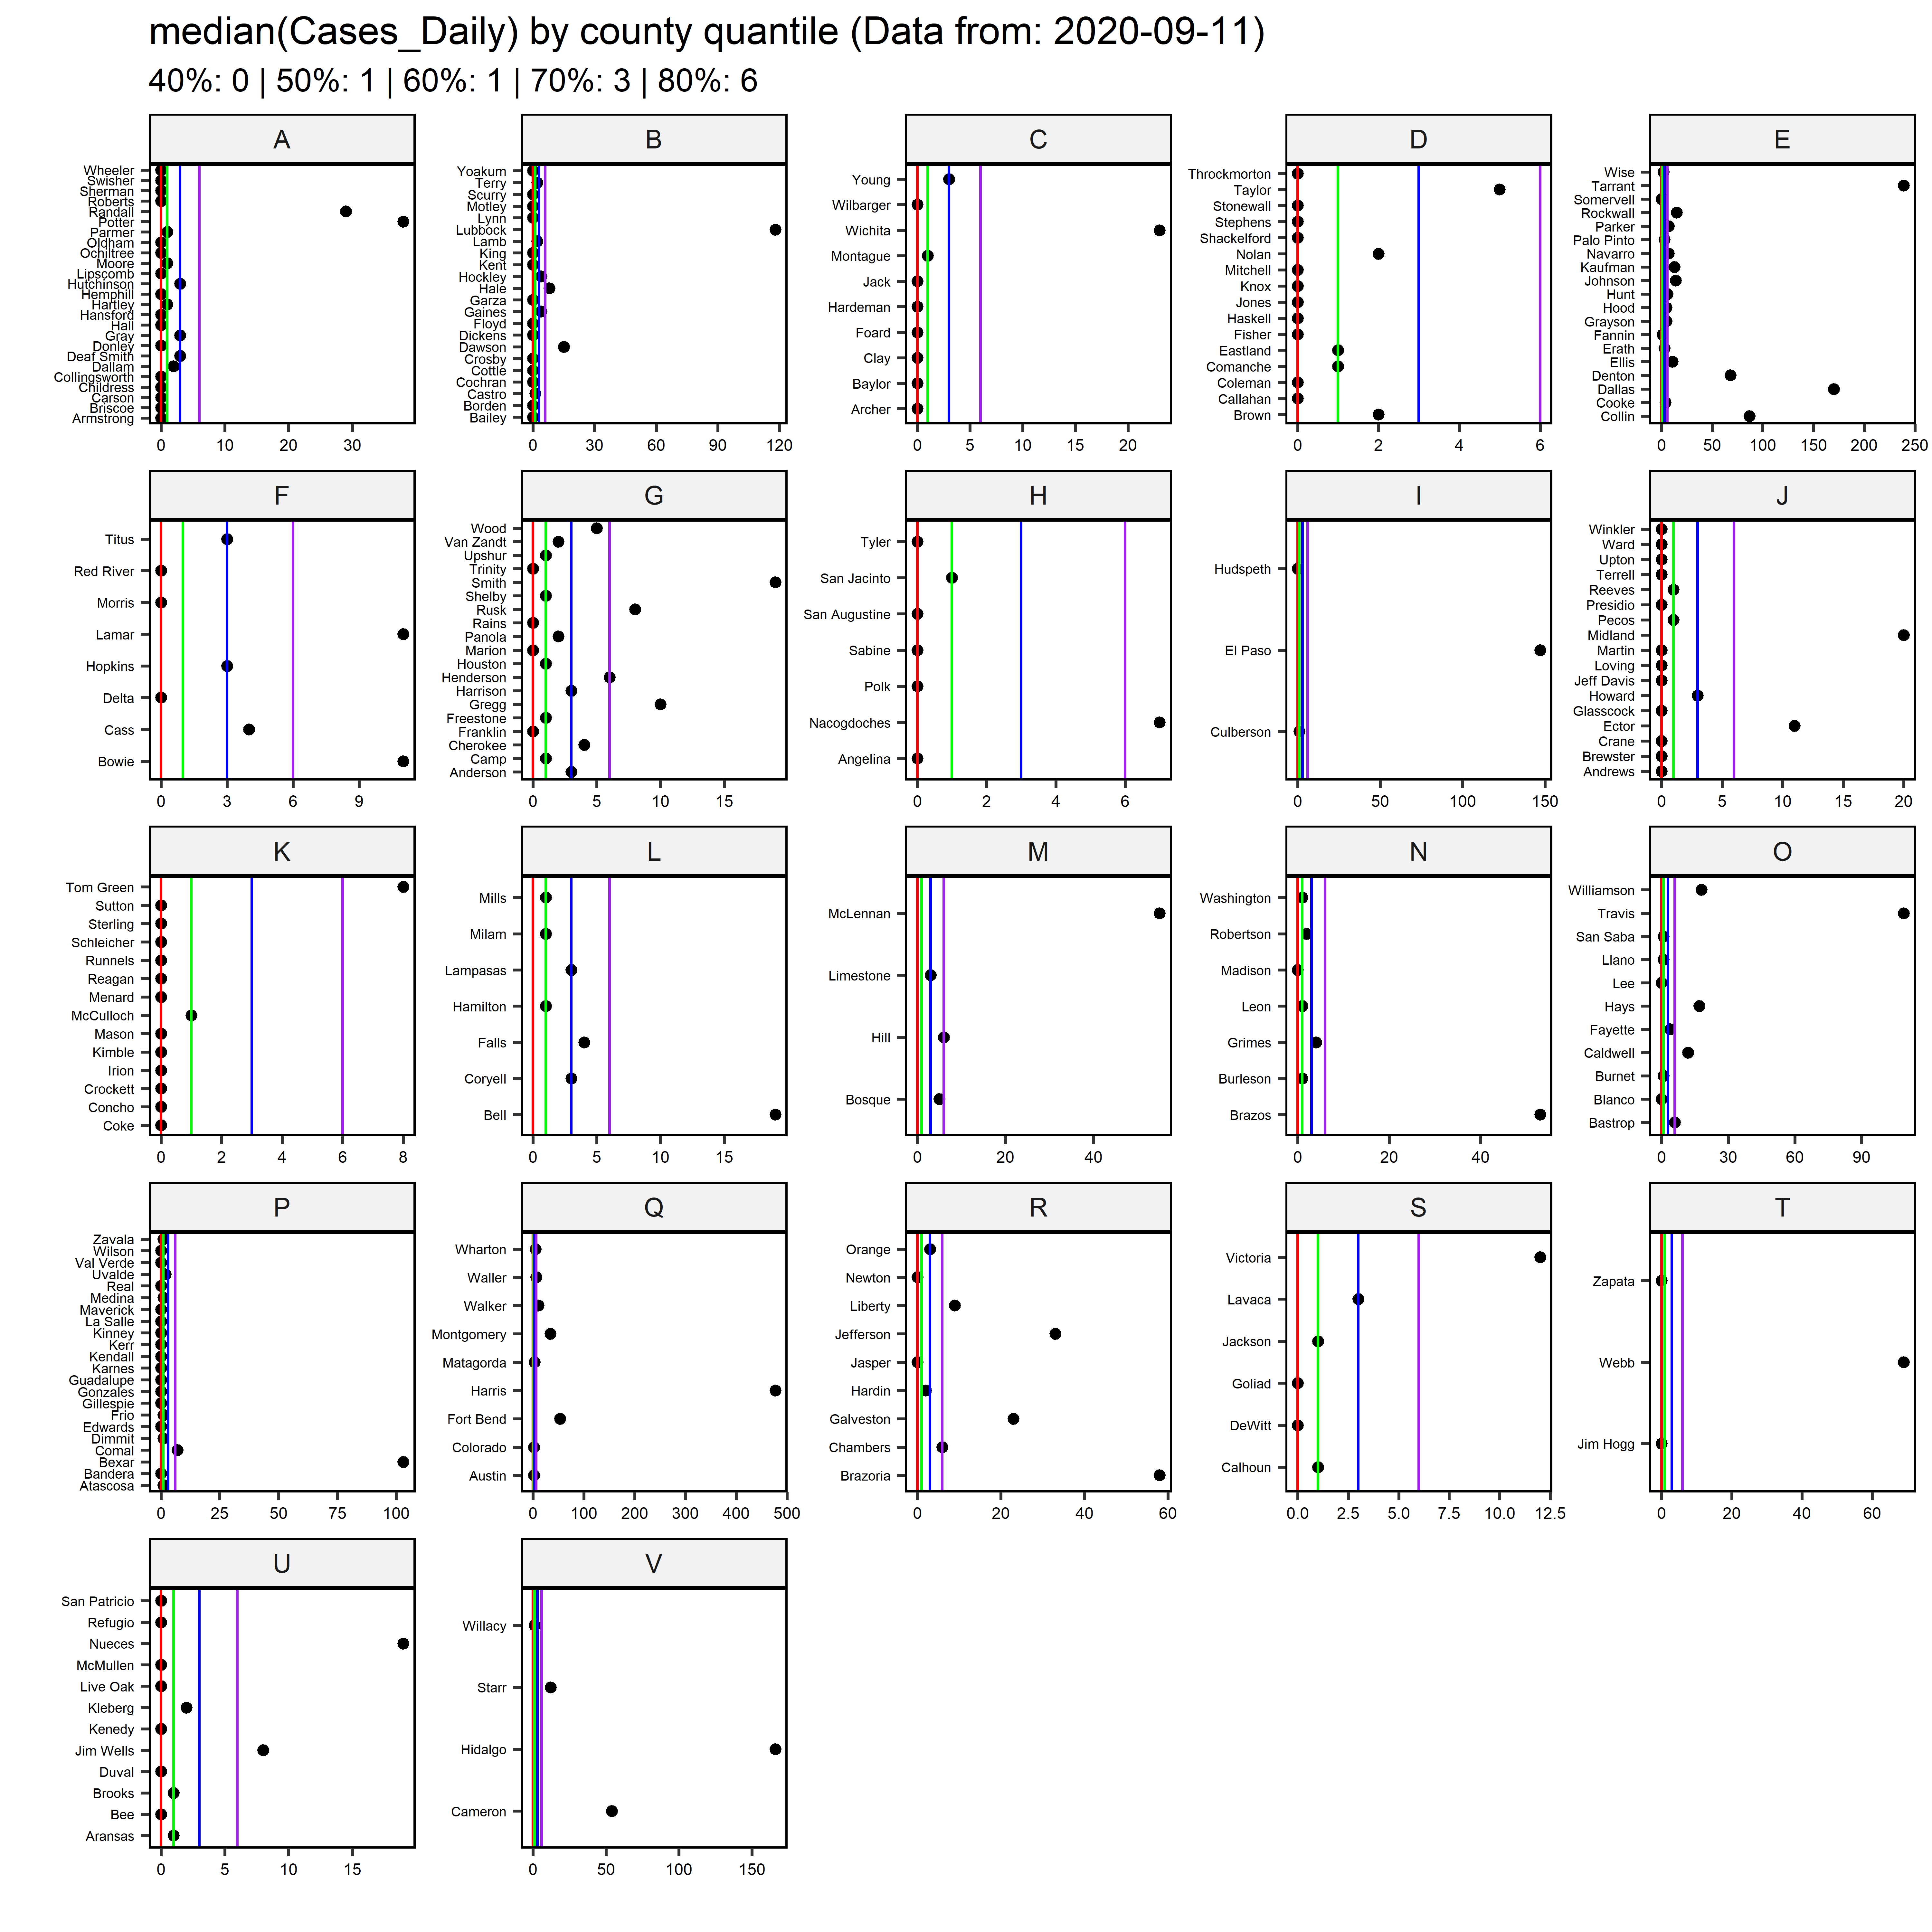 median(Cases_Daily) by county quantile (Data from: 2020-09-11)
40%: 0 | 50%: 1 | 60%: 1 | 70%: 3 | 80%: 6
A
Wheeler
Swisher
Sherman
Roberts
Randall
Potter
Parmer
Oldham
Ochiltree
Moore
Lipscomb
Hutchinson
Hemphill
Hartley
Hansford
Hall
Gray
Donley
Deaf Smith
Dallam
Collingsworth
Childress
Carson
Briscoe
Armstrong
0 10 20 30
B
Yoakum
Terry
Scurry
Motley
Lynn
Lubbock
Lamb
King
Kent
Hockley
Hale
Garza
Gaines
Floyd
Dickens
Dawson
Crosby
Cottle
Cochran
Castro
Borden
Bailey
0 30 60 90 120
C
Young
Wilbarger
Wichita
Montague
Jack
Hardeman
Foard
Clay
Baylor
Archer
0 5 10 15 20
D
Throckmorton
Taylor
Stonewall
Stephens
Shackelford
Nolan
Mitchell
Knox
Jones
Haskell
Fisher
Eastland
Comanche
Coleman
Callahan
Brown
0 2 4 6
E
Wise
Tarrant
Somervell
Rockwall
Parker
Palo Pinto
Navarro
Kaufman
Johnson
Hunt
Hood
Grayson
Fannin
Erath
Ellis
Denton
Dallas
Cooke
Collin
0 50 100 150 200 250
F
Titus
Red River
Morris
Lamar
Hopkins
Delta
Cass
Bowie
0 3 6 9
G
Wood
Van Zandt
Upshur
Trinity
Smith
Shelby
Rusk
Rains
Panola
Marion
Houston
Henderson
Harrison
Gregg
Freestone
Franklin
Cherokee
Camp
Anderson
0 5 10 15
H
Tyler
San Jacinto
San Augustine
Sabine
Polk
Nacogdoches
Angelina
0 2 4 6
I
Hudspeth
El Paso
Culberson
0 50 100 150
J
Winkler
Ward
Upton
Terrell
Reeves
Presidio
Pecos
Midland
Martin
Loving
Jeff Davis
Howard
Glasscock
Ector
Crane
Brewster
Andrews
0 5 10 15 20
K
Tom Green
Sutton
Sterling
Schleicher
Runnels
Reagan
Menard
McCulloch
Mason
Kimble
Irion
Crockett
Concho
Coke
0 2 4 6 8
L
Mills
Milam
Lampasas
Hamilton
Falls
Coryell
Bell
0 5 10 15
M
McLennan
Limestone
Hill
Bosque
0 20 40
N
Washington
Robertson
Madison
Leon
Grimes
Burleson
Brazos
0 20 40
O
Williamson
Travis
San Saba
Llano
Lee
Hays
Fayette
Caldwell
Burnet
Blanco
Bastrop
0 30 60 90
P
Zavala
Wilson
Val Verde
Uvalde
Real
Medina
Maverick
La Salle
Kinney
Kerr
Kendall
Karnes
Guadalupe
Gonzales
Gillespie
Frio
Edwards
Dimmit
Comal
Bexar
Bandera
Atascosa
0 25 50 75 100
Q
Wharton
Waller
Walker
Montgomery
Matagorda
Harris
Fort Bend
Colorado
Austin
0 100 200 300 400 500
R
Orange
Newton
Liberty
Jefferson
Jasper
Hardin
Galveston
Chambers
Brazoria
0 20 40 60
S
Victoria
Lavaca
Jackson
Goliad
DeWitt
Calhoun
0.0 2.5 5.0 7.5 10.0 12.5
T
Zapata
Webb
Jim Hogg
0 20 40 60
U
San Patricio
Refugio
Nueces
McMullen
Live Oak
Kleberg
Kenedy
Jim Wells
Duval
Brooks
Bee
Aransas
0 5 10 15
V
Willacy
Starr
Hidalgo
Cameron
0 50 100 150